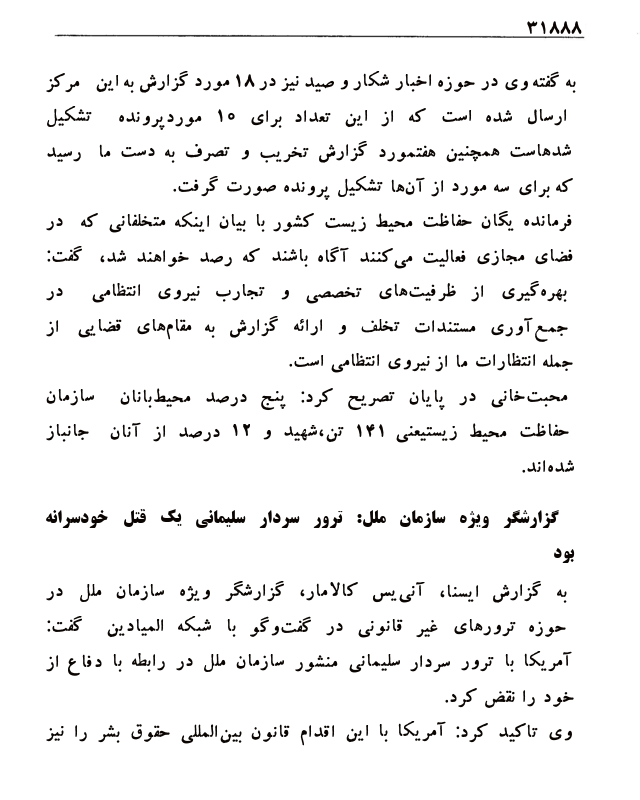 ۳۱۸۸۸
به گفته وی در حوزه اخبار شکار و صید نیز در ۱۸ مورد گزارش به این مرکز
ارسال شده است که از این تعداد برای ۱۰ موردپرونده تشکیل
شدهاست همچنین هفتمورد گزارش تخریب و تصرف به دست ما رسید
که برای سه مورد از آن‌ها تشکیل پرونده صورت گرفت.
فرمانده یگان حفاظت محیط زیست کشور با بیان اینکه متخلفانی که در
فضای مجازی فعالیت می‌کنند آگاه باشند که رصد خواهند شد، گفت:
بهره‌گیری از ظرفیت‌های تخصصی و تجارب نیروی انتظامی در
جمع‌آوری مستندات تخلف و ارائه گزارش به مقام‌های قضایی از
جمله انتظارات ما از نیروی انتظامی است.
محبت‌خانی در پایان تصریح کرد: پنج درصد محیط‌بانان سازمان
حفاظت محیط زیستیعنی ۱۴۱ تن،شهید و ۱۲ درصد از آنان جانباز
شده‌اند.
گزارشگر ویژه سازمان ملل: ترور سردار سلیمانی یک قتل خودسرانه
بود
به گزارش ایسنا، آنی‌یس کالامار، گزارشگر ویژه سازمان ملل در
حوزه ترورهای غیر قانونی در گفت‌وگو با شبکه المیادین گفت:
آمریکا با ترور سردار سلیمانی منشور سازمان ملل در رابطه با دفاع از
خود را نقض کرد.
وی تاکید کرد: آمریکا با این اقدام قانون بین‌المللی حقوق بشر را نیز